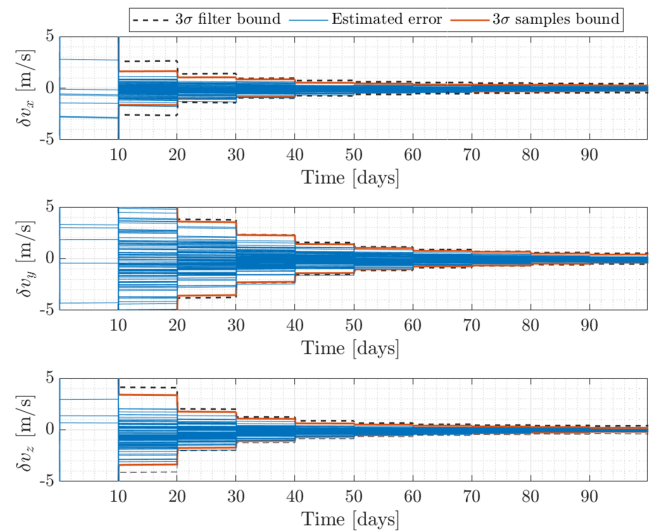 3σ filter bound Estimated error 3σ samples bound
5
0
-5
δv_x [m/s]
10 20 30 40 50 60 70 80 90
Time [days]
5
0
-5
δv_y [m/s]
10 20 30 40 50 60 70 80 90
Time [days]
5
0
-5
δv_z [m/s]
10 20 30 40 50 60 70 80 90
Time [days]